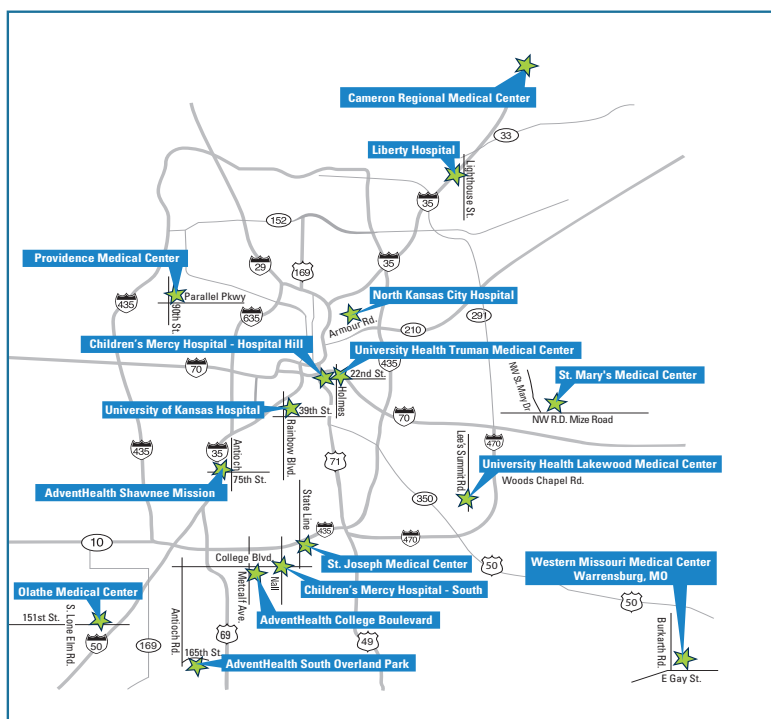 Cameron Regional Medical Center
33
Liberty Hospital
Lighthouse St.
35
152
29
169
35
Providence Medical Center
Parallel Pkwy
90th St.
435
635
North Kansas City Hospital
Armour Rd.
210
291
Children's Mercy Hospital - Hospital Hill
University Health Truman Medical Center
70
22nd St.
Holmes
435
St. Mary's Medical Center
NW St. Mary Dr
NW R.D. Mize Road
University of Kansas Hospital
39th St.
Rainbow Blvd.
70
435
35
Antioch
75th St.
71
Lee's Summit Rd.
470
AdventHealth Shawnee Mission
University Health Lakewood Medical Center
Woods Chapel Rd.
350
State Line
435
470
10
College Blvd.
St. Joseph Medical Center
50
Western Missouri Medical Center
Warrensburg, MO
Metcalf Ave.
Nall
Children's Mercy Hospital - South
Olathe Medical Center
AdventHealth College Boulevard
50
151st St.
S. Lone Elm Rd.
50
169
Antioch Rd.
69
49
165th St.
AdventHealth South Overland Park
Burkarth Rd.
E Gay St.